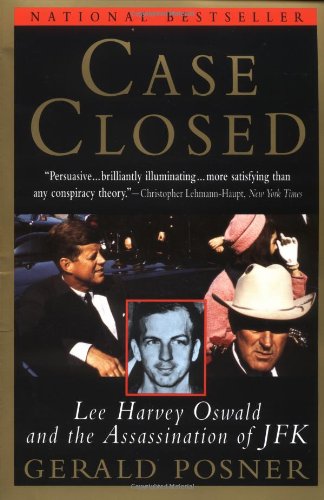 NATIONAL BESTSELLER
CASE
CLOSED
"Persuasive...brilliantly illuminating...more satisfying than
any conspiracy theory."—Christopher Lehmann-Haupt, New York Times
Lee Harvey Oswald
and the Assassination of JFK
GERALD POSNER